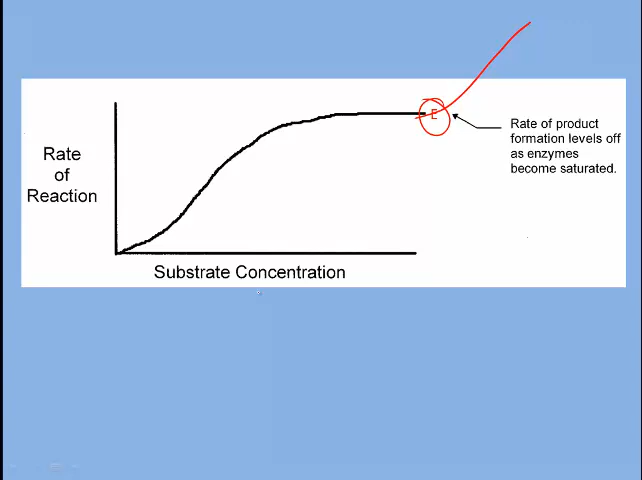 Rate
of
Reaction
E
Rate of product
formation levels off
as enzymes
become saturated.
Substrate Concentration